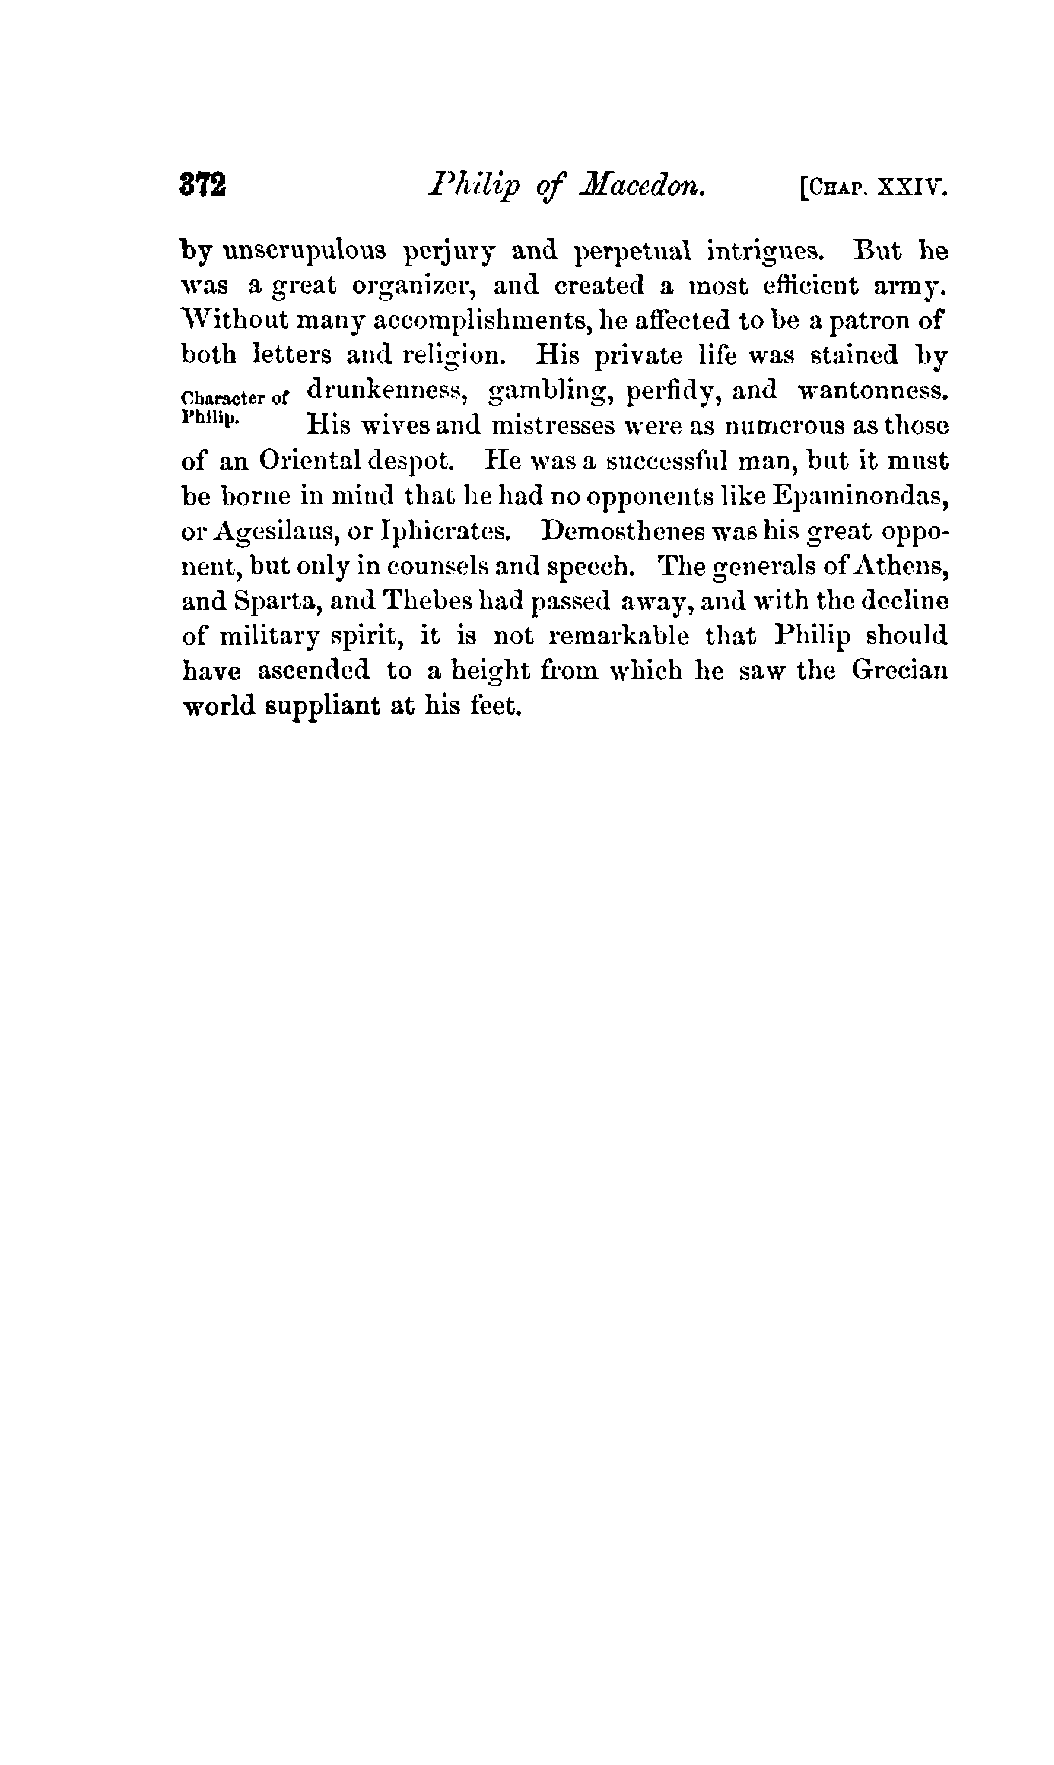 372 Philip of Macedon. [CHAP. XXIV.
by unscrupulous perjury and perpetual intrigues. But he
was a great organizer, and created a most efficient army.
Without many accomplishments, he affected to be a patron of
both letters and religion. His private life was stained by
Character of drunkenness, gambling, perfidy, and wantonness.
Philip. His wives and mistresses were as numerous as those
of an Oriental despot. He was a successful man, but it must
be borne in mind that he had no opponents like Epaminondas,
or Agesilaus, or Iphicrates. Demosthenes was his great oppo-
nent, but only in counsels and speech. The generals of Athens,
and Sparta, and Thebes had passed away, and with the decline
of military spirit, it is not remarkable that Philip should
have ascended to a height from which he saw the Grecian
world suppliant at his feet.